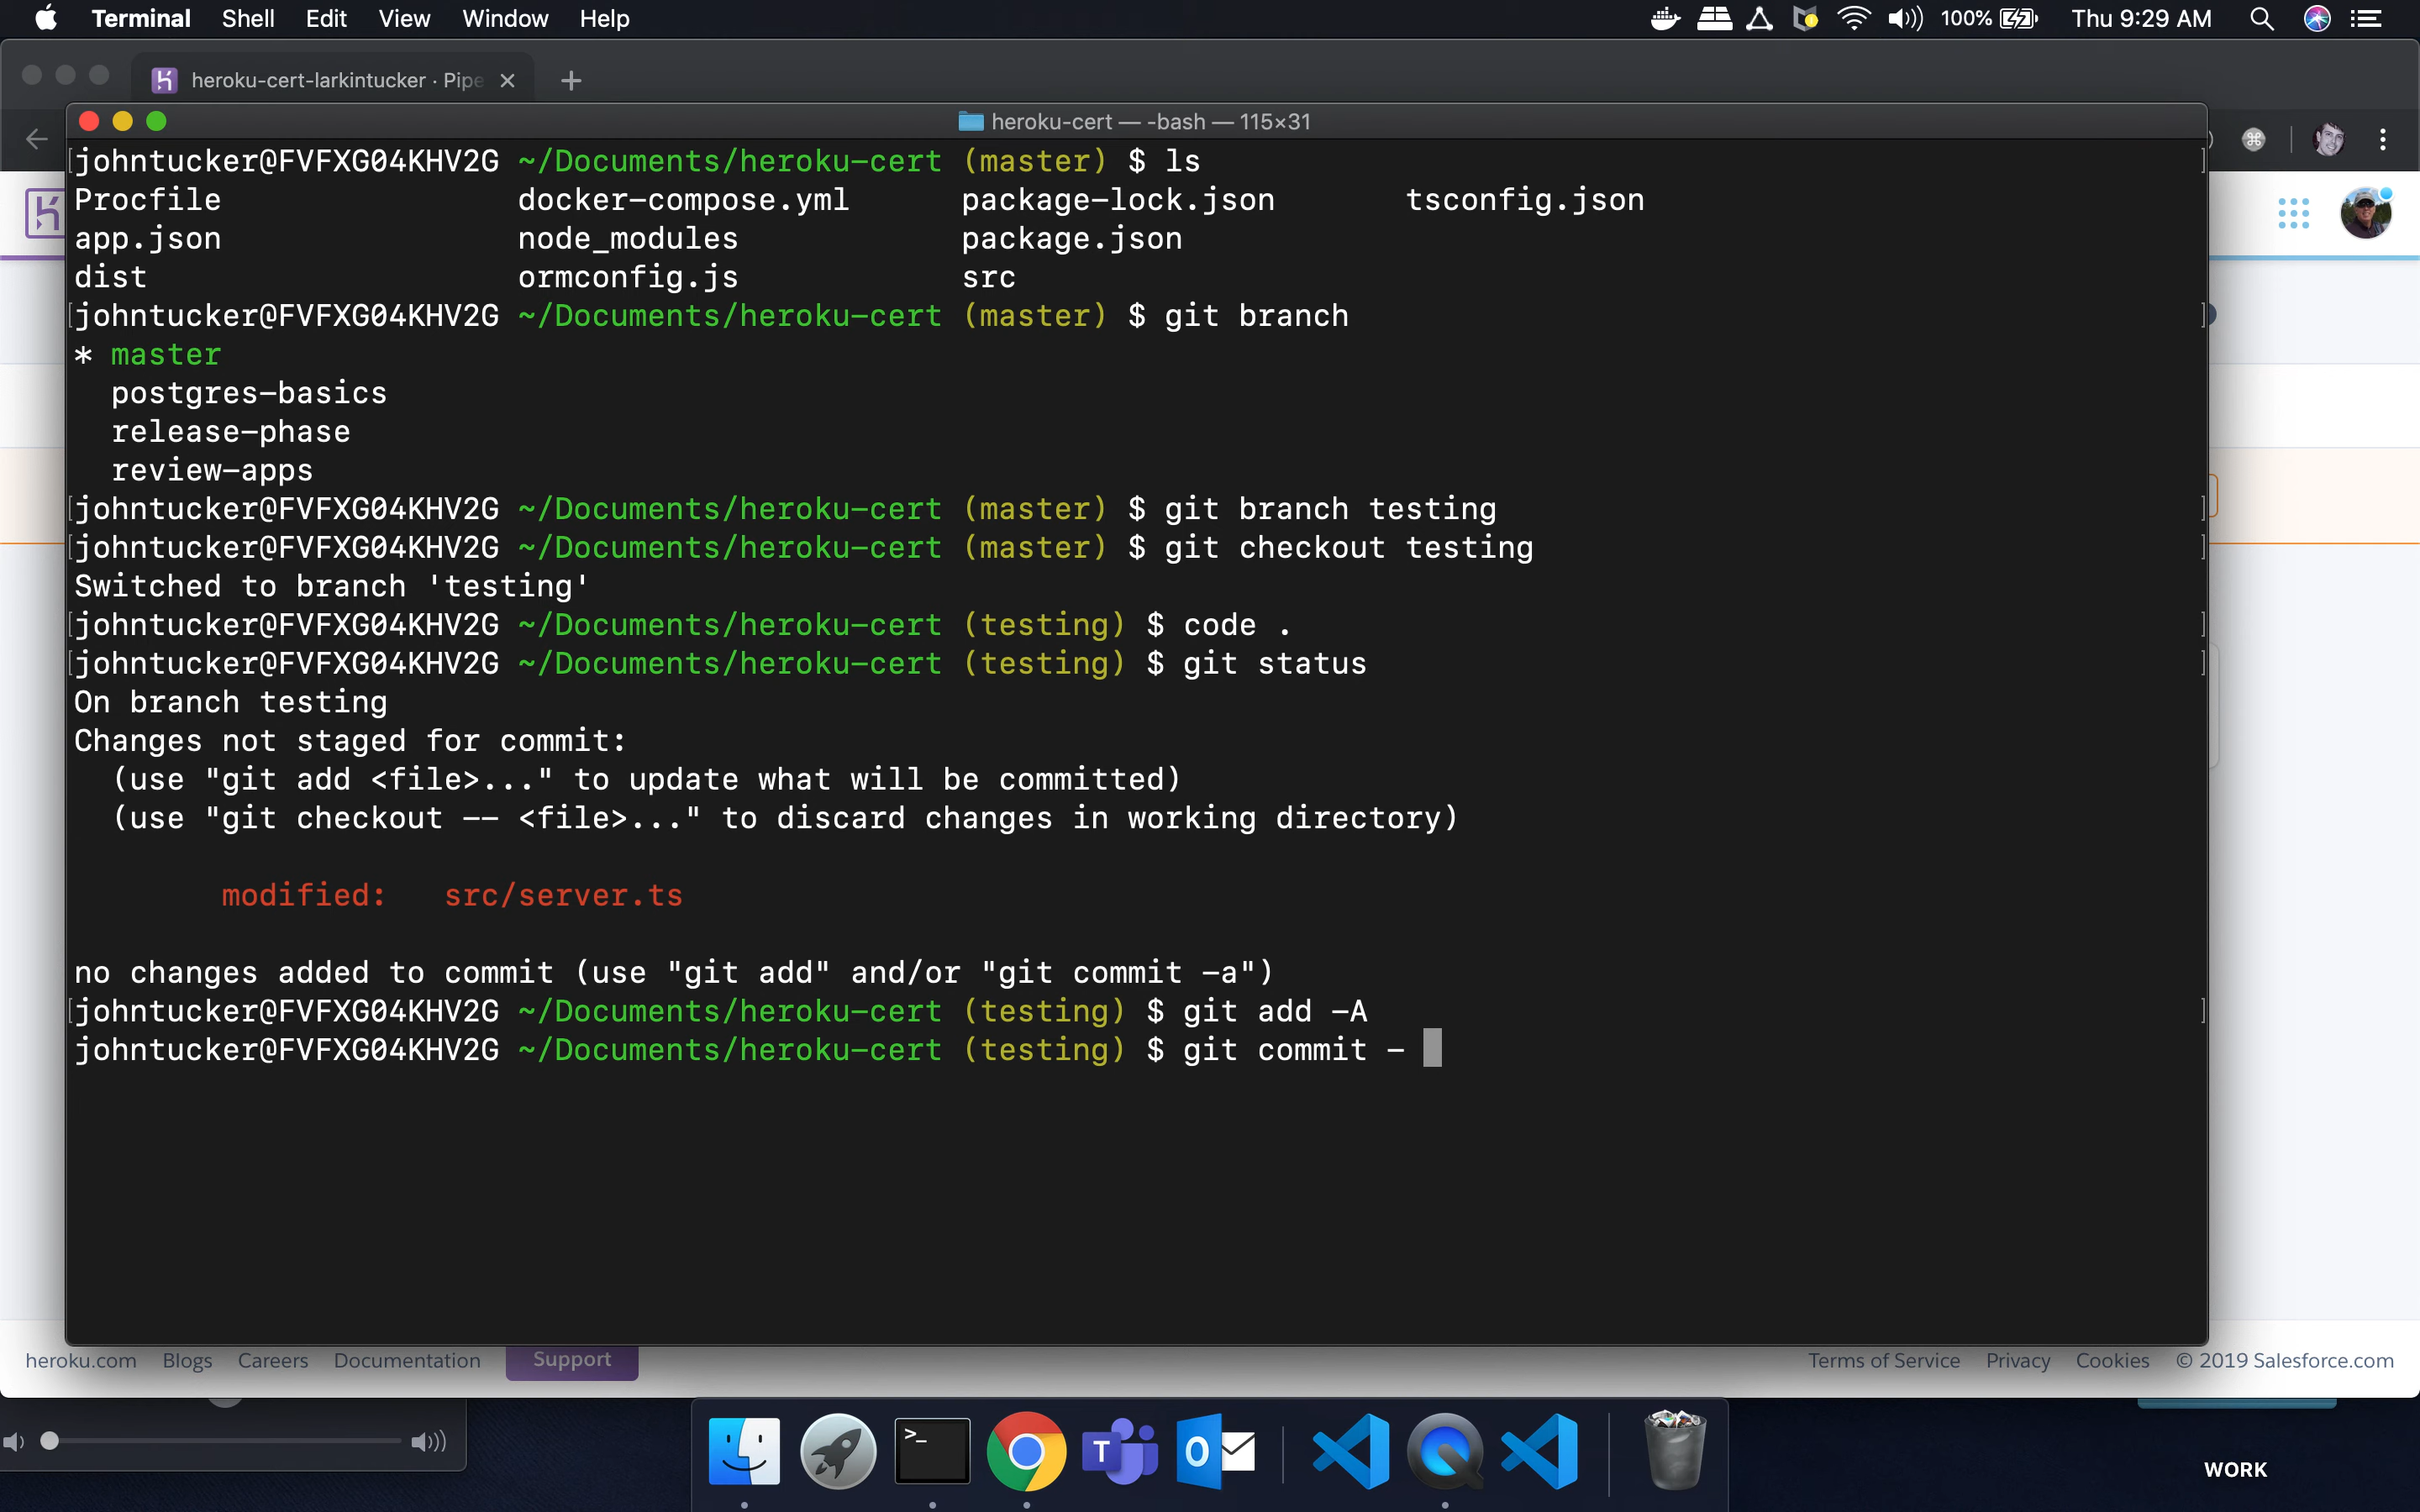 Terminal Shell Edit View Window Help 100% Thu 9:29 AM
heroku-cert-larkintucker · Pipe
heroku-cert — -bash — 115×31
johntucker@FVFXG04KHV2G ~/Documents/heroku-cert (master) $ ls
Procfile docker-compose.yml package-lock.json tsconfig.json
app.json node_modules package.json
dist ormconfig.js src
johntucker@FVFXG04KHV2G ~/Documents/heroku-cert (master) $ git branch
* master
postgres-basics
release-phase
review-apps
johntucker@FVFXG04KHV2G ~/Documents/heroku-cert (master) $ git branch testing
johntucker@FVFXG04KHV2G ~/Documents/heroku-cert (master) $ git checkout testing
Switched to branch 'testing'
johntucker@FVFXG04KHV2G ~/Documents/heroku-cert (testing) $ code .
johntucker@FVFXG04KHV2G ~/Documents/heroku-cert (testing) $ git status
On branch testing
Changes not staged for commit:
(use "git add <file>..." to update what will be committed)
(use "git checkout -- <file>..." to discard changes in working directory)
modified: src/server.ts
no changes added to commit (use "git add" and/or "git commit -a")
johntucker@FVFXG04KHV2G ~/Documents/heroku-cert (testing) $ git add -A
johntucker@FVFXG04KHV2G ~/Documents/heroku-cert (testing) $ git commit -
heroku.com Blogs Careers Documentation Support Terms of Service Privacy Cookies © 2019 Salesforce.com
WORK